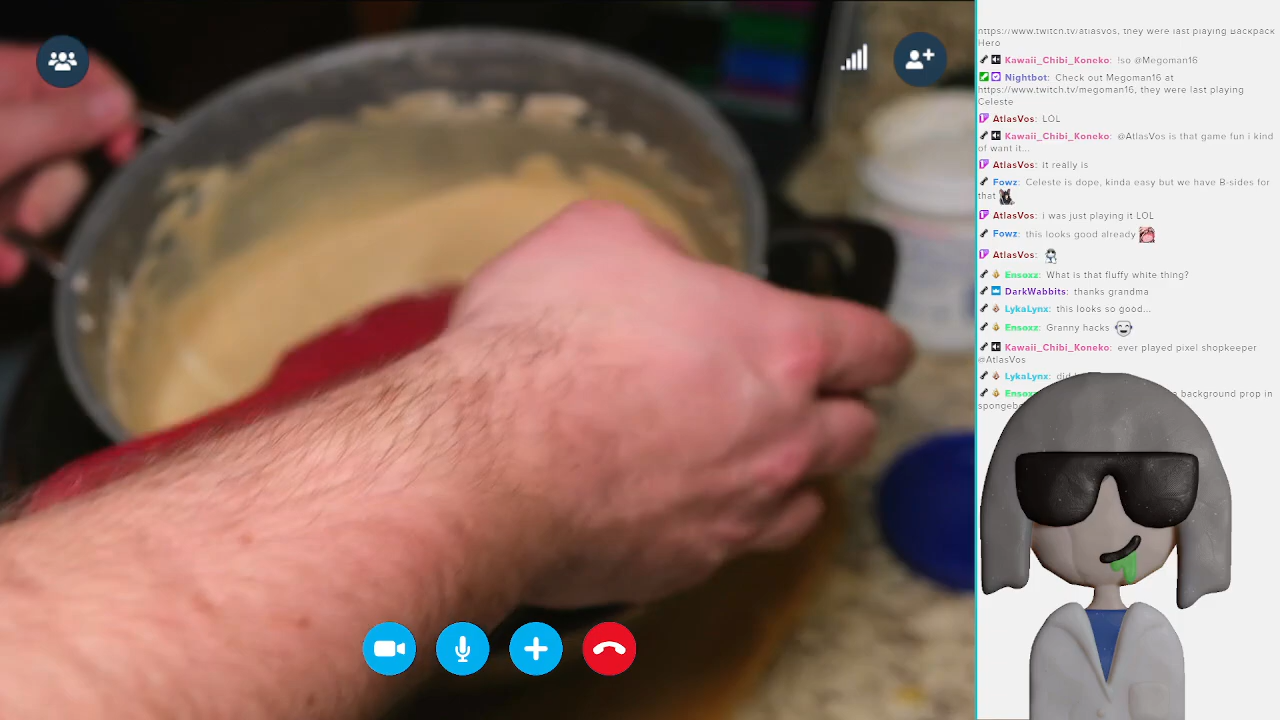 https://www.twitch.tv/atlasvos, they were last playing Backpack
Hero
Kawaii_Chibi_Koneko: !so @Megoman16
Nightbot: Check out Megoman16 at
https://www.twitch.tv/megoman16, they were last playing
Celeste
AtlasVos: LOL
Kawaii_Chibi_Koneko: @AtlasVos is that game fun i kind
of want it...
AtlasVos: it really is
Fowz: Celeste is dope, kinda easy but we have B-sides for
that
AtlasVos: i was just playing it LOL
Fowz: this looks good already
AtlasVos:
Ensoxz: What is that fluffy white thing?
DarkWabbits: thanks grandma
LykaLynx: this looks so good...
Ensoxz: Granny hacks
Kawaii_Chibi_Koneko: ever played pixel shopkeeper
@AtlasVos
LykaLynx:
background prop in